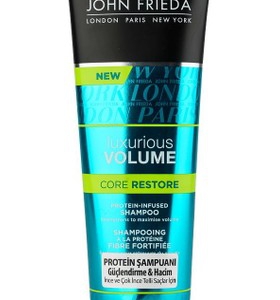 JOHN FRIEDA
LONDON PARIS NEW YORK
NEW
luxurious
VOLUME
CORE RESTORE
PROTEIN-INFUSED
SHAMPOO
SHAMPOOING
À LA PROTÉINE
FIBRE FORTIFIÉE
PROTEİN ŞAMPUANI
Güçlendirme & Hacim
İnce ve Çok İnce Telli Saçlar İçin